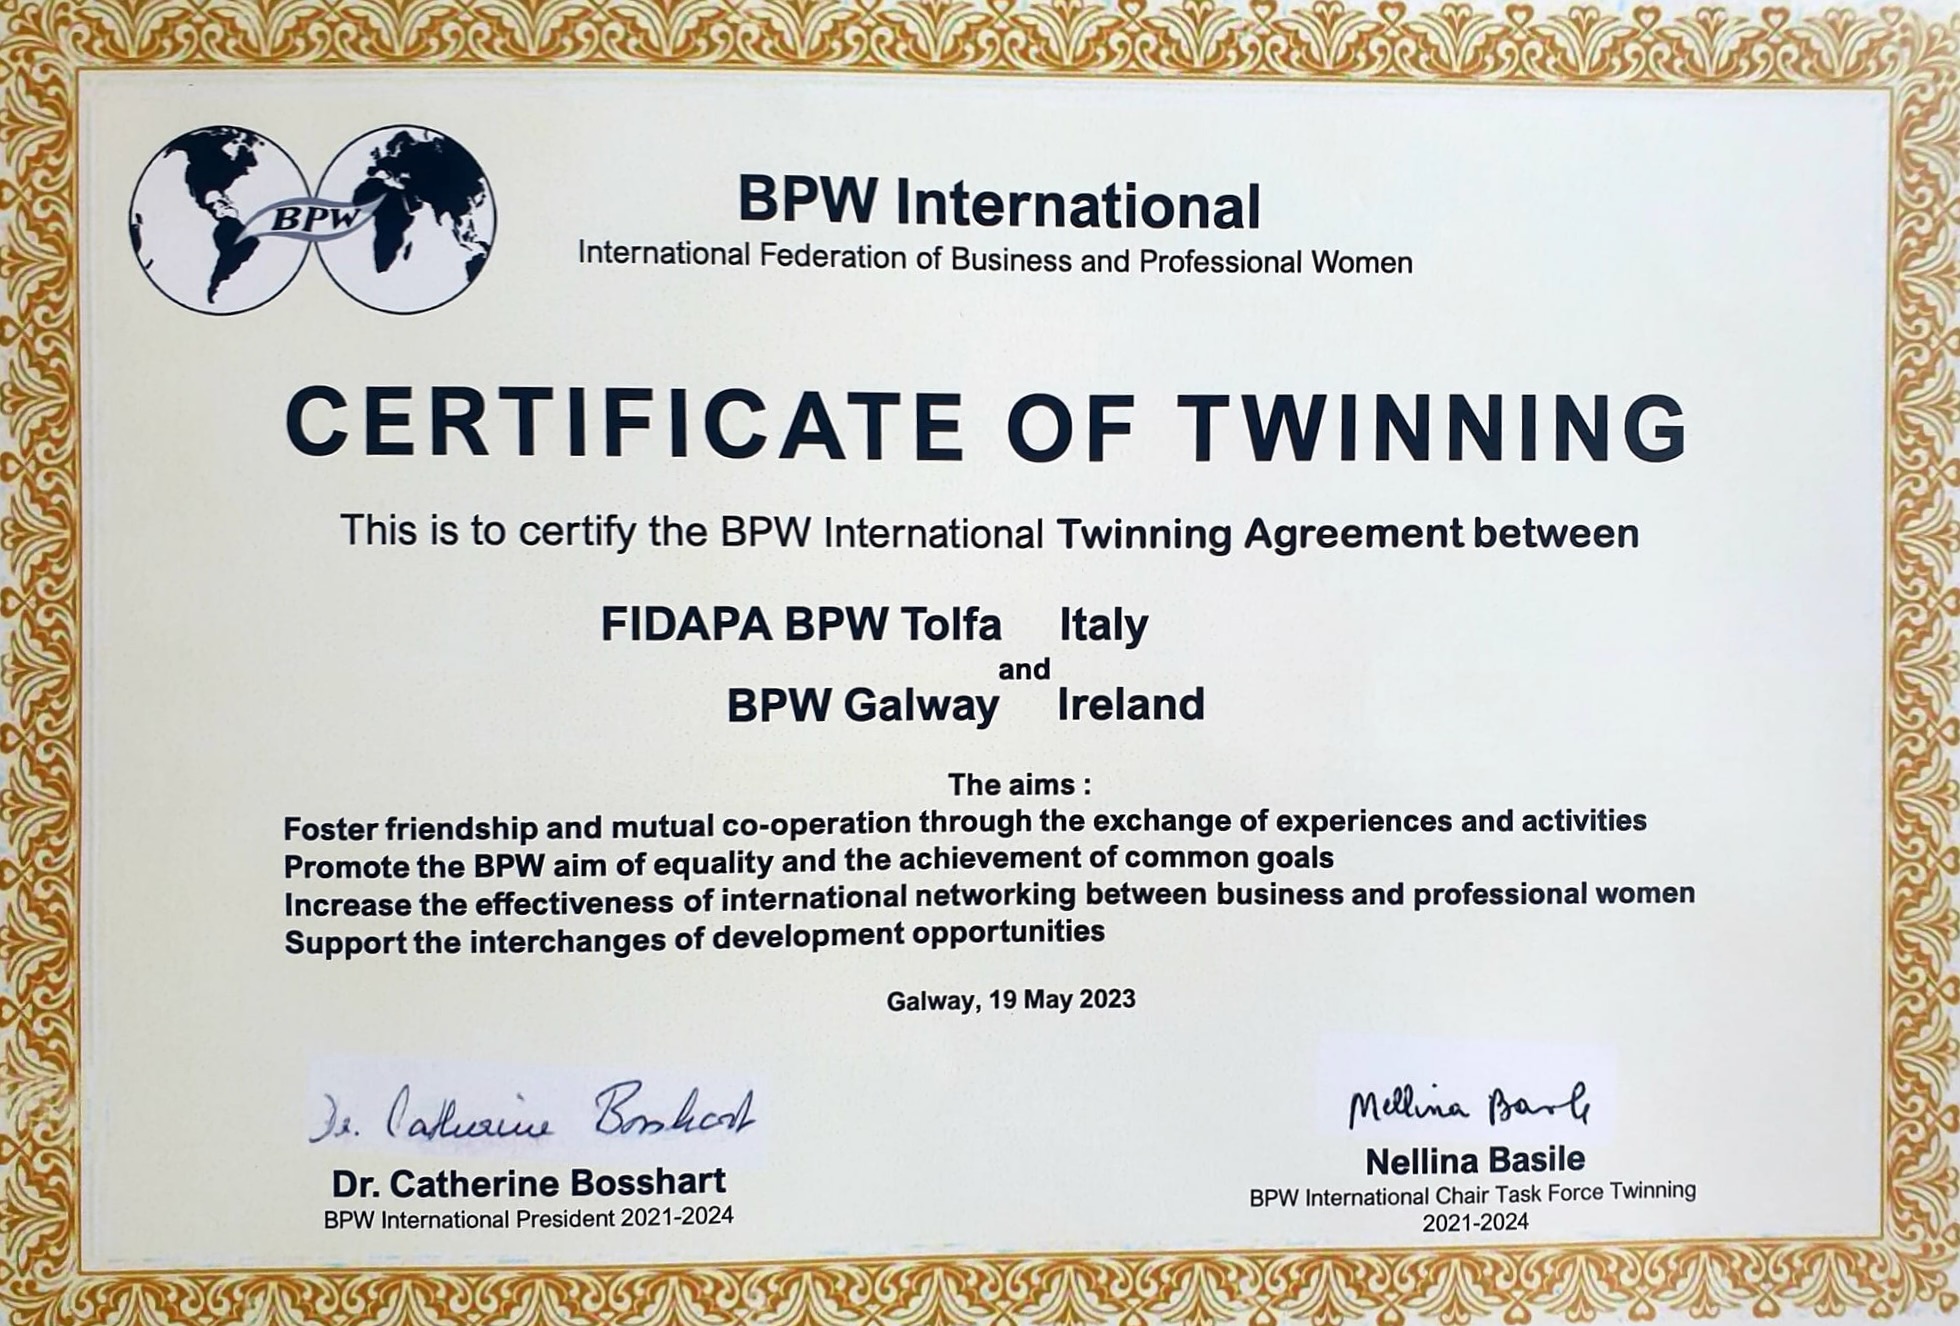 BPW
BPW International
International Federation of Business and Professional Women
CERTIFICATE OF TWINNING
This is to certify the BPW International Twinning Agreement between
FIDAPA BPW Tolfa Italy
and
BPW Galway Ireland
The aims :
Foster friendship and mutual co-operation through the exchange of experiences and activities
Promote the BPW aim of equality and the achievement of common goals
Increase the effectiveness of international networking between business and professional women
Support the interchanges of development opportunities
Galway, 19 May 2023
Dr. Catherine Bosshart
Nellina Basile
Dr. Catherine Bosshart
BPW International President 2021-2024
Nellina Basile
BPW International Chair Task Force Twinning
2021-2024